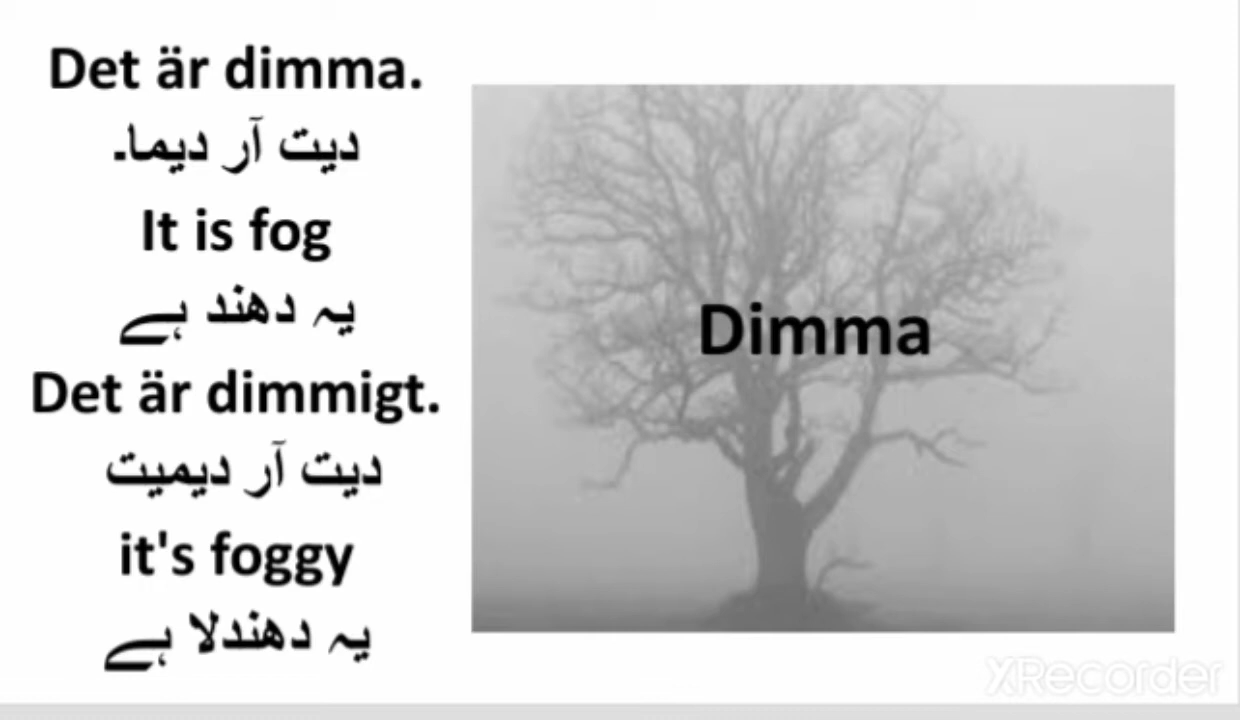 Det är dimma.
دیت آر دیما۔
It is fog
یہ دھند ہے
Det är dimmigt.
دیت آر دیمیت
it's foggy
یہ دھندلا ہے
Dimma
XRecorder